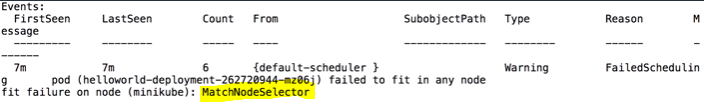 Events:
FirstSeen LastSeen Count From SubobjectPath Type Reason M
essage
--------- -------- ----- ---- ------------- -------- ------ -
------
7m 7m 6 {default-scheduler } Warning FailedSchedulin
g pod (helloworld-deployment-262720944-mz06j) failed to fit in any node
fit failure on node (minikube): MatchNodeSelector